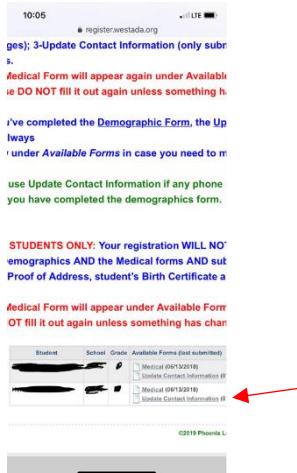 10:05
LTE
register.westada.org
ges); 3-Update Contact Information (only subm
s.
Medical Form will appear again under Availabl
e DO NOT fill it out again unless something h
u've completed the Demographic Form, the Up
lways
under Available Forms in case you need to m
use Update Contact Information if any phone
you have completed the demographics form.
STUDENTS ONLY: Your registration WILL NO
emographics AND the Medical forms AND sub
Proof of Address, student's Birth Certificate a
Medical Form will appear under Available Form
OT fill it out again unless something has chan
Student School Grade Available Forms (last submitted)
Medical (06/13/2018)
Update Contact Information (0
Medical (06/13/2018)
Update Contact Information (0
©2019 Phoenix L